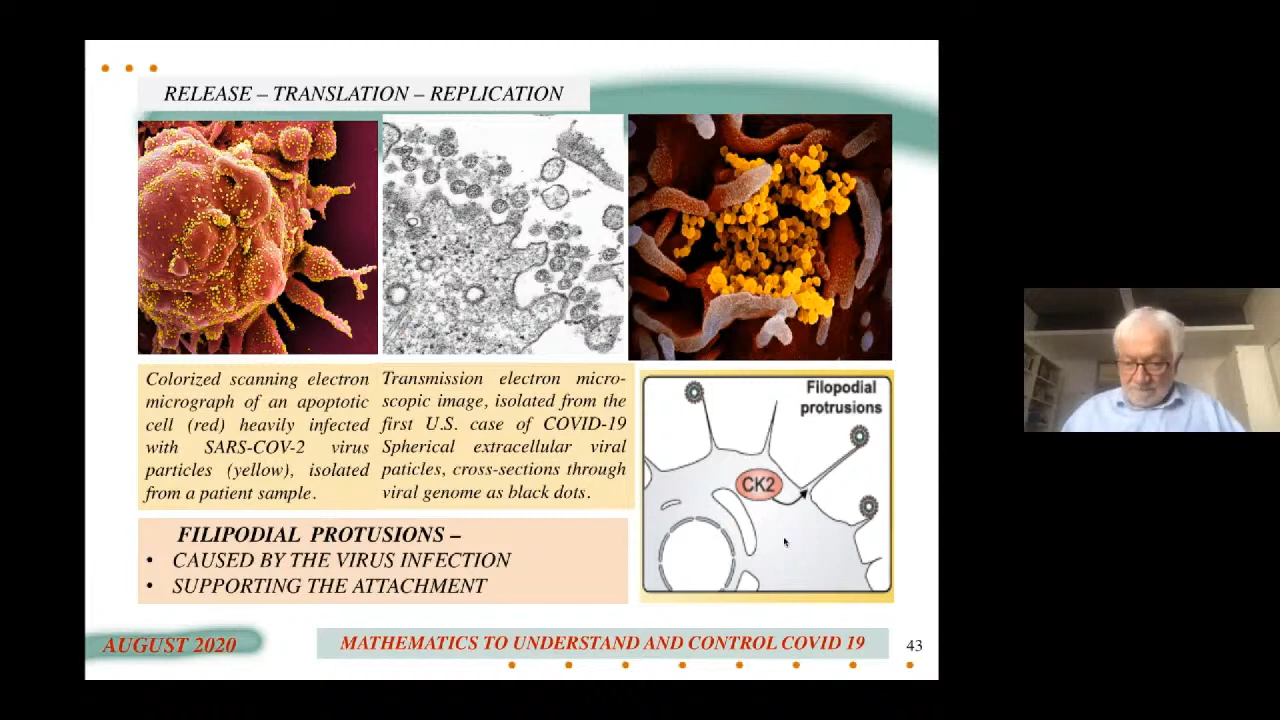 RELEASE – TRANSLATION – REPLICATION
Colorized scanning electron
micrograph of an apoptotic
cell (red) heavily infected
with SARS-COV-2 virus
particles (yellow), isolated
from a patient sample.
Transmission electron micro-
scopic image, isolated from the
first U.S. case of COVID-19
Spherical extracellular viral
paticles, cross-sections through
viral genome as black dots.
Filopodial
protrusions
CK2
FILIPODIAL PROTUSIONS –
• CAUSED BY THE VIRUS INFECTION
• SUPPORTING THE ATTACHMENT
AUGUST 2020
MATHEMATICS TO UNDERSTAND AND CONTROL COVID 19
43